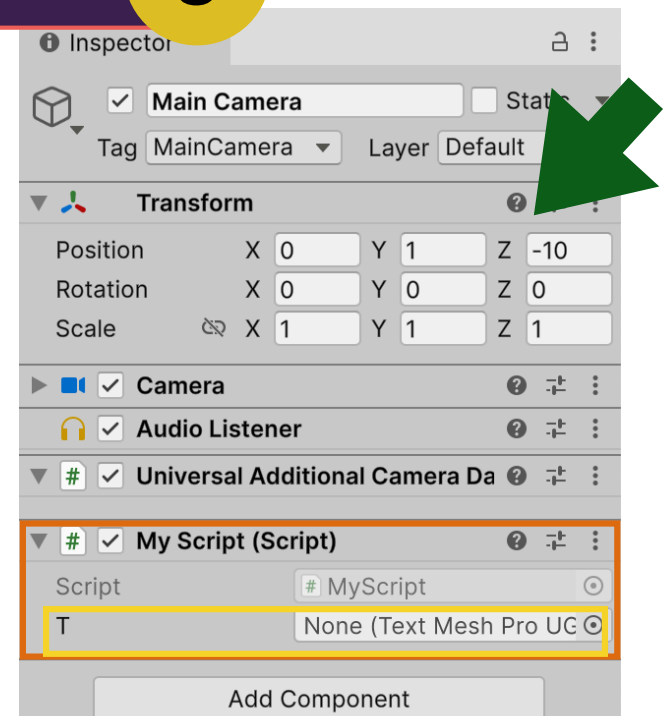 Inspector
Main Camera
Tag MainCamera Layer Default
Transform
Position X 0 Y 1 Z -10
Rotation X 0 Y 0 Z 0
Scale X 1 Y 1 Z 1
Camera
Audio Listener
# Universal Additional Camera Da
# My Script (Script)
Script # MyScript
T None (Text Mesh Pro UG
Add Component